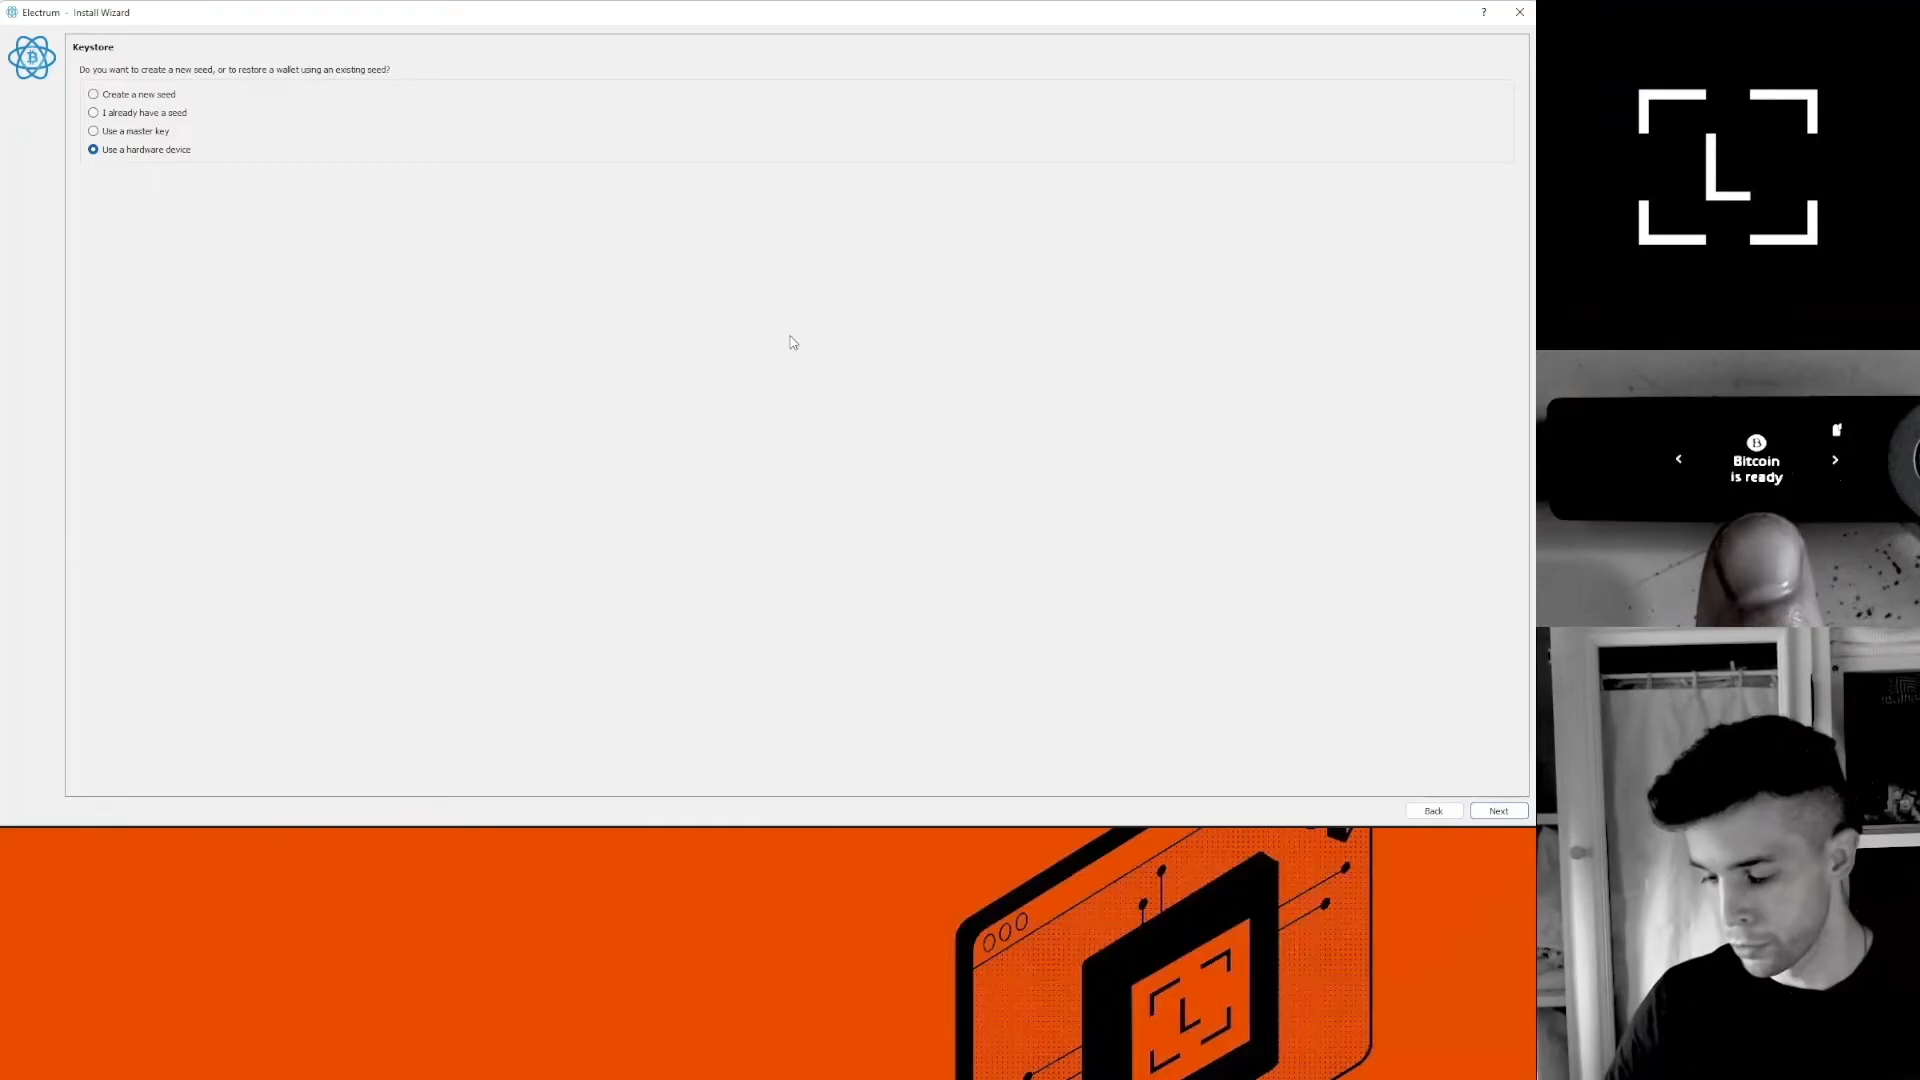 Electrum - Install Wizard
?
Keystore
Do you want to create a new seed, or to restore a wallet using an existing seed?
Create a new seed
I already have a seed
Use a master key
Use a hardware device
Back
Next
L
B
Bitcoin
is ready
L